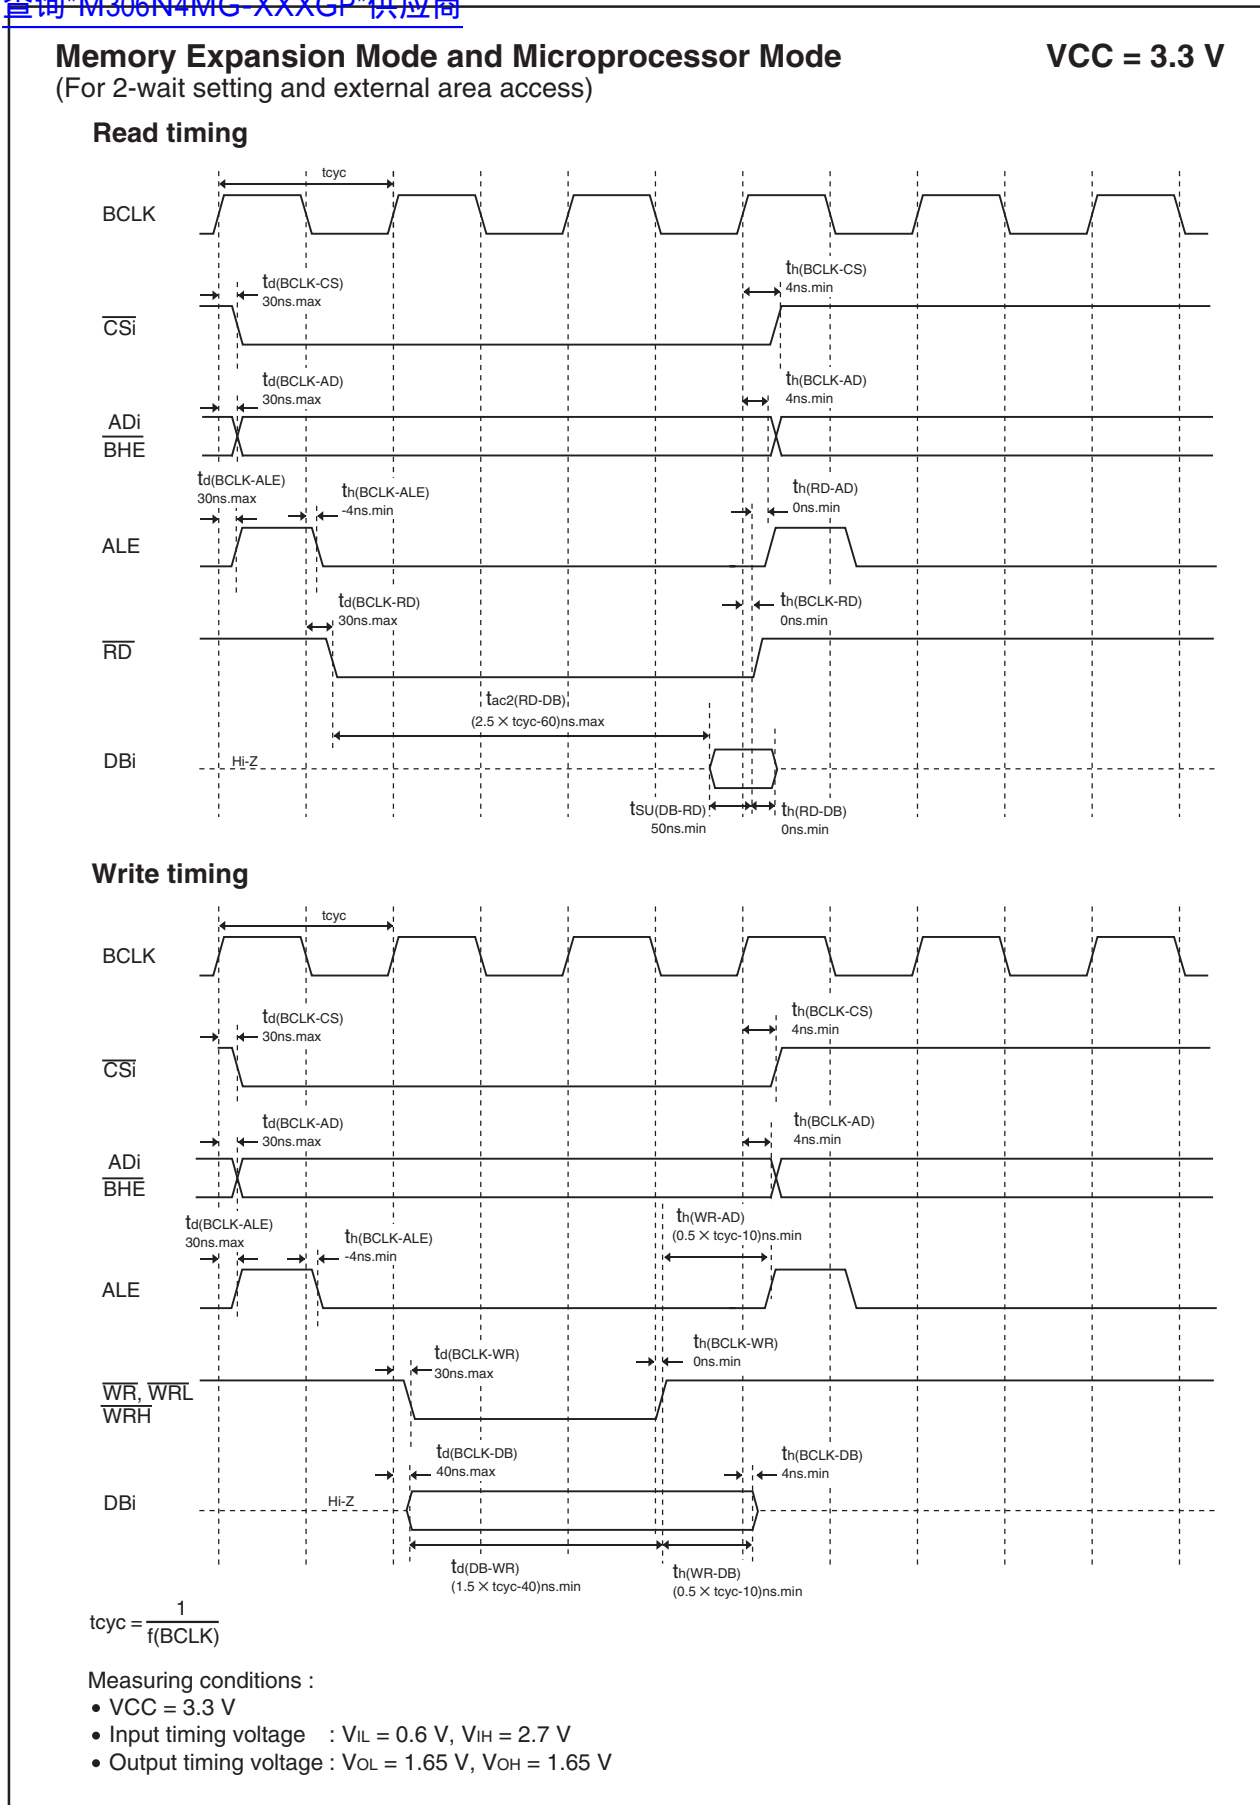 查询"M306N4MG-XXXGP"供应商
Memory Expansion Mode and Microprocessor Mode VCC = 3.3 V
(For 2-wait setting and external area access)
Read timing
tcyc
BCLK
td(BCLK-CS)
30ns.max
th(BCLK-CS)
4ns.min
CSi
td(BCLK-AD)
30ns.max
th(BCLK-AD)
4ns.min
ADi
BHE
td(BCLK-ALE)
30ns.max
th(BCLK-ALE)
-4ns.min
th(RD-AD)
0ns.min
ALE
td(BCLK-RD)
30ns.max
th(BCLK-RD)
0ns.min
RD
tac2(RD-DB)
(2.5 × tcyc-60)ns.max
DBi
Hi-Z
tSU(DB-RD)
50ns.min
th(RD-DB)
0ns.min
Write timing
tcyc
BCLK
td(BCLK-CS)
30ns.max
th(BCLK-CS)
4ns.min
CSi
td(BCLK-AD)
30ns.max
th(BCLK-AD)
4ns.min
ADi
BHE
td(BCLK-ALE)
30ns.max
th(BCLK-ALE)
-4ns.min
th(WR-AD)
(0.5 × tcyc-10)ns.min
ALE
td(BCLK-WR)
30ns.max
th(BCLK-WR)
0ns.min
WR, WRL
WRH
td(BCLK-DB)
40ns.max
th(BCLK-DB)
4ns.min
DBi
Hi-Z
td(DB-WR)
(1.5 × tcyc-40)ns.min
th(WR-DB)
(0.5 × tcyc-10)ns.min
tcyc = 1
f(BCLK)
Measuring conditions :
• VCC = 3.3 V
• Input timing voltage : VIL = 0.6 V, VIH = 2.7 V
• Output timing voltage : VOL = 1.65 V, VOH = 1.65 V